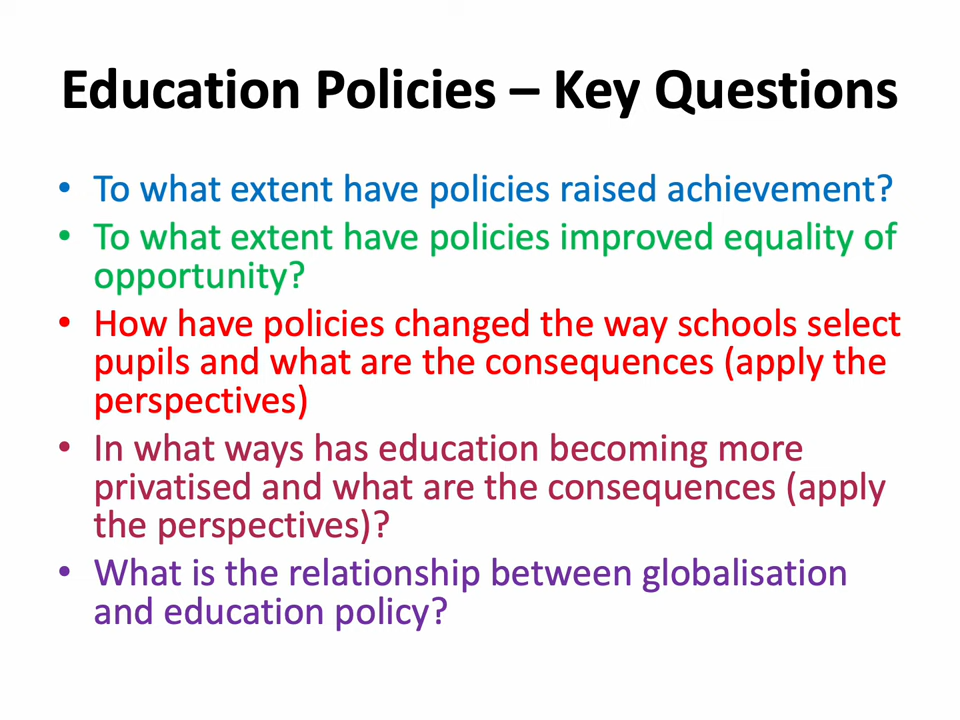 Education Policies – Key Questions
• To what extent have policies raised achievement?
• To what extent have policies improved equality of
opportunity?
• How have policies changed the way schools select
pupils and what are the consequences (apply the
perspectives)
• In what ways has education becoming more
privatised and what are the consequences (apply
the perspectives)?
• What is the relationship between globalisation
and education policy?